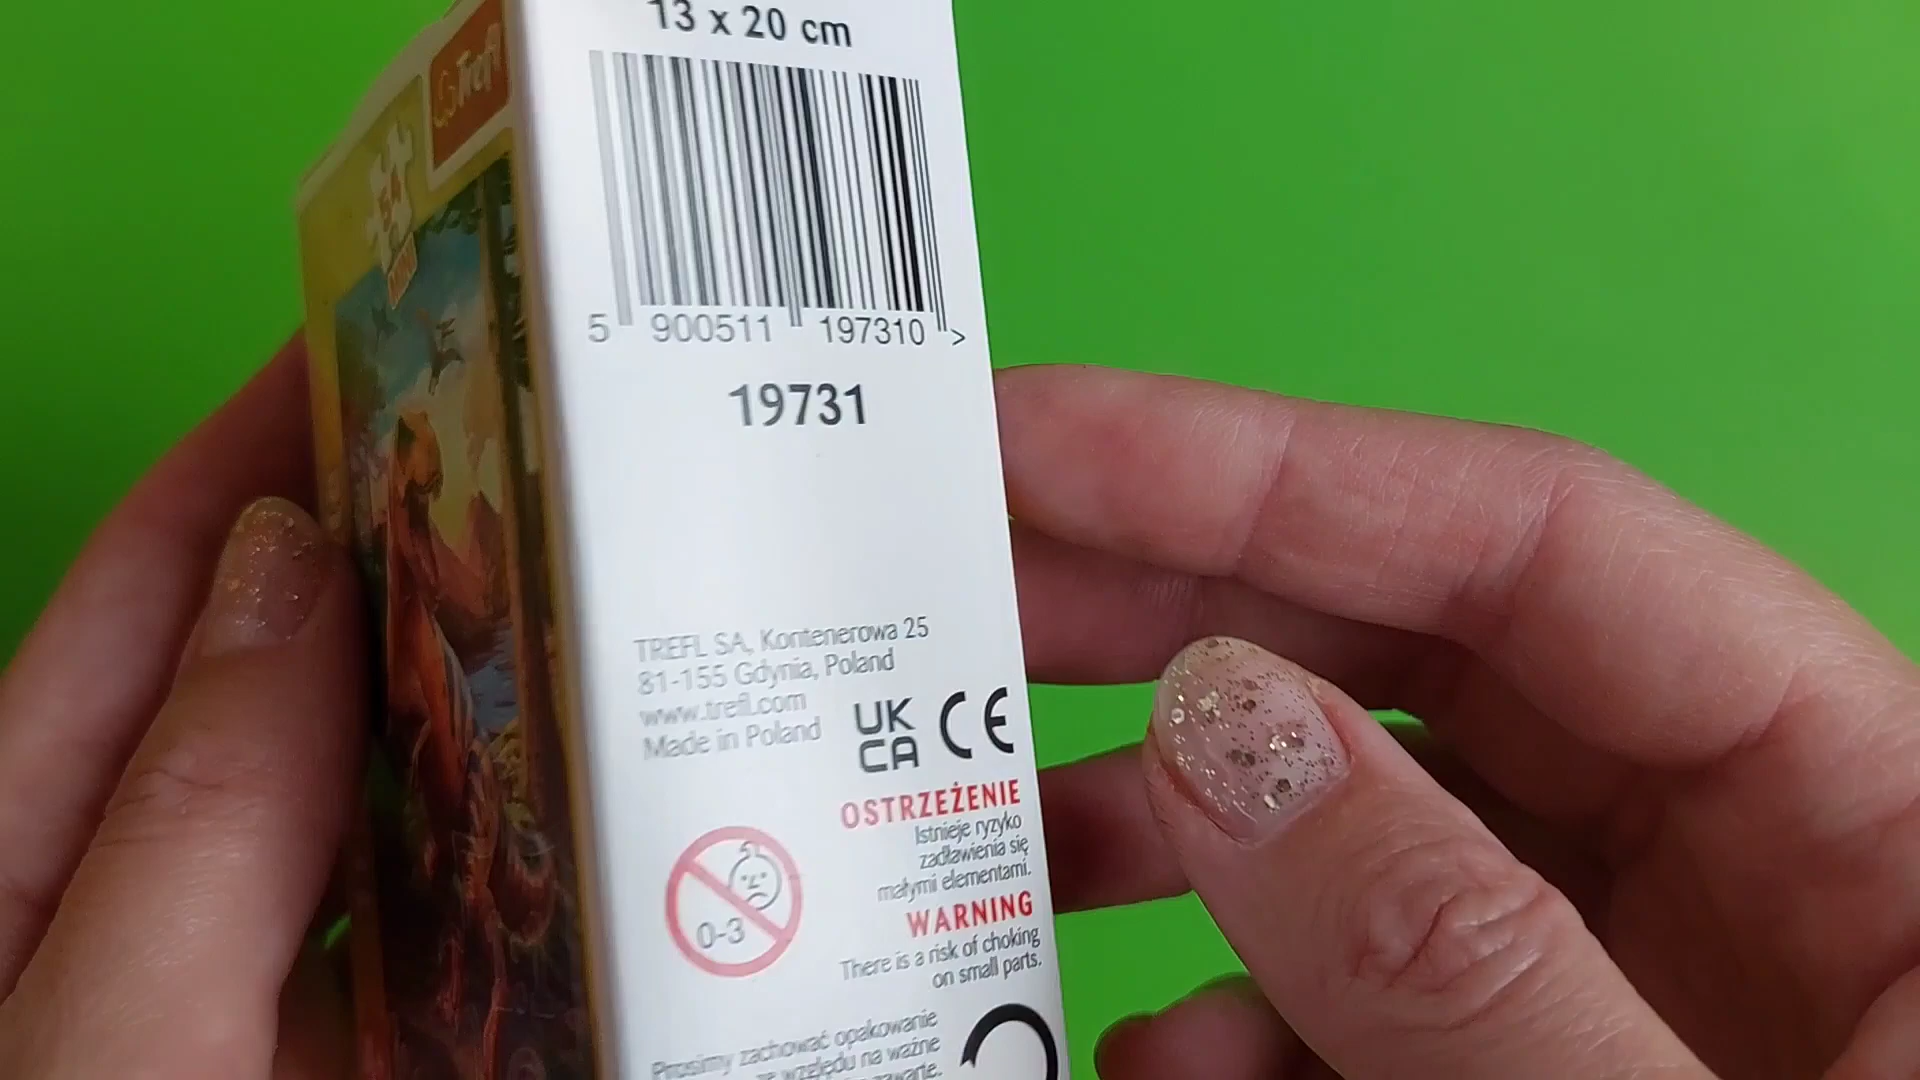 13 x 20 cm
5 900511 197310 >
19731
TREFL SA, Kontenerowa 25
81-155 Gdynia, Poland
www.trefl.com
Made in Poland
UK
CA
CE
OSTRZEŻENIE
Istnieje ryzyko
zadławienia się
małymi elementami.
WARNING
There is a risk of choking
on small parts.
0-3
Prosimy zachować opakowanie
ze względu na ważne
Trefl
54